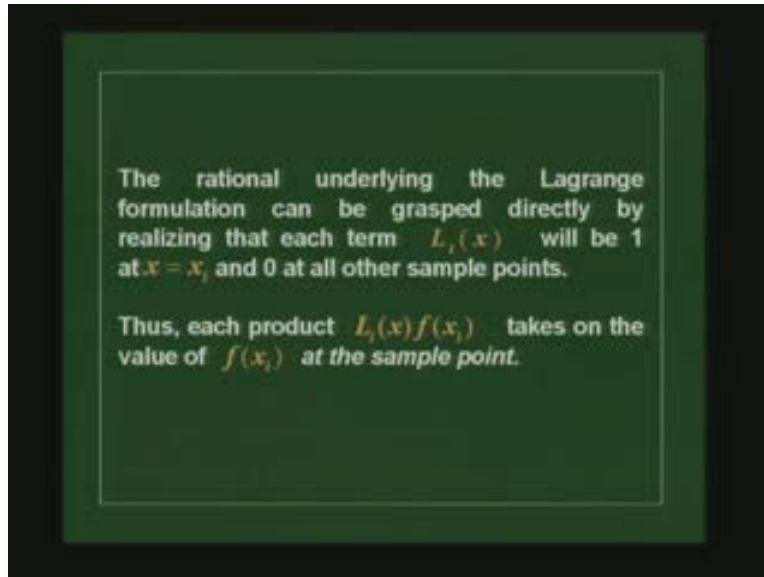 The rational underlying the Lagrange
formulation can be grasped directly by
realizing that each term L_i(x) will be 1
at x = x_i and 0 at all other sample points.
Thus, each product L_i(x)f(x_i) takes on the
value of f(x_i) at the sample point.